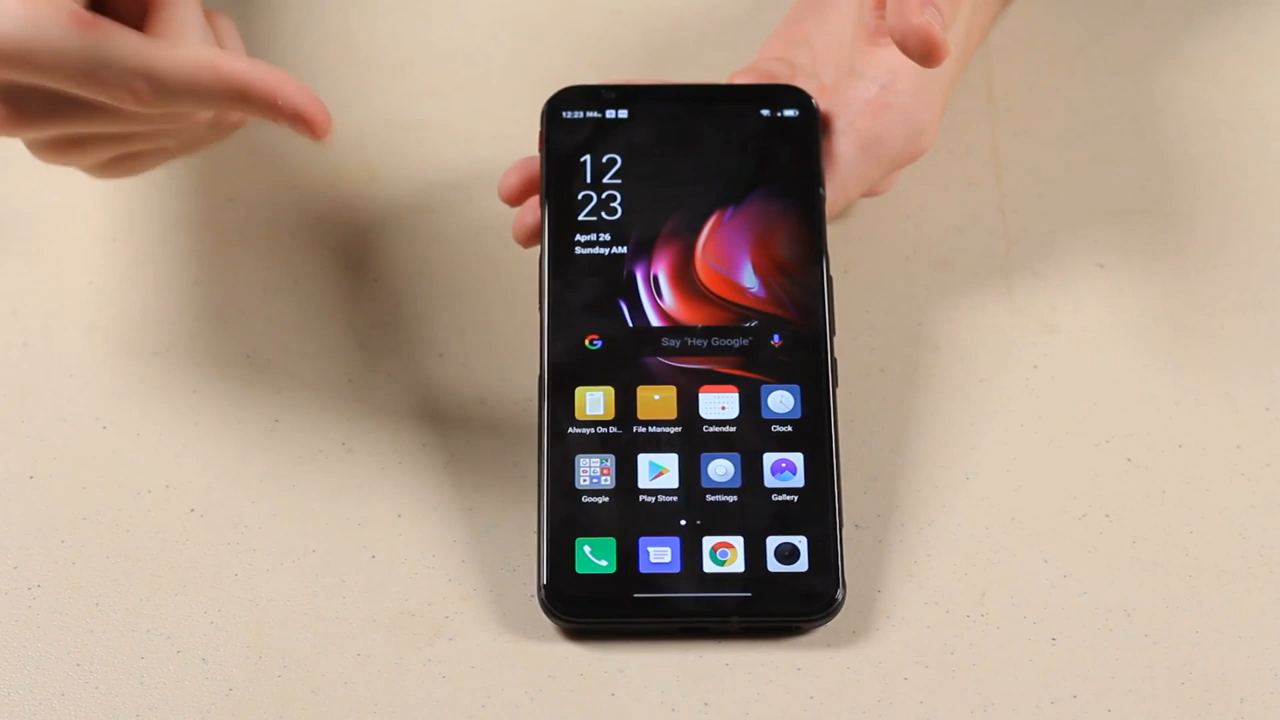 12:23
12
23
April 26
Sunday AM
G Say "Hey Google"
Always On Di... File Manager Calendar Clock
Google Play Store Settings Gallery